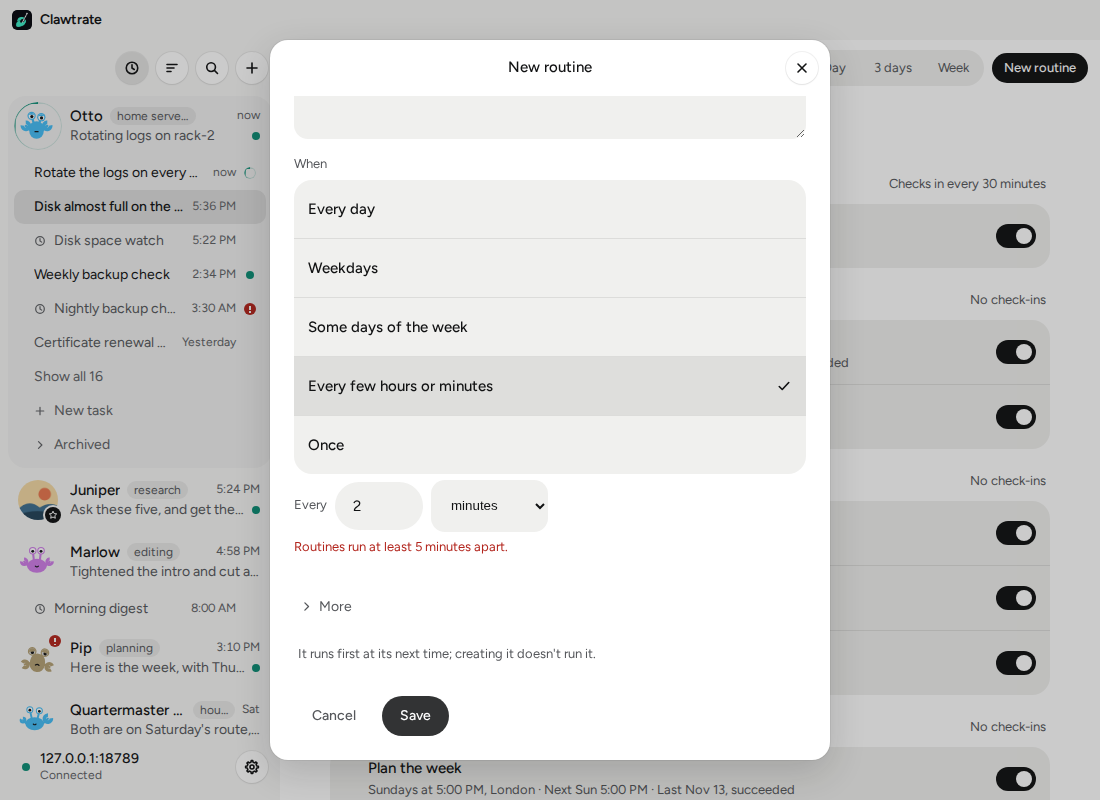 Clawtrate
Day
3 days
Week
New routine
Otto
home serve...
now
Rotating logs on rack-2
Rotate the logs on every ...
now
Disk almost full on the ...
5:36 PM
Disk space watch
5:22 PM
Weekly backup check
2:34 PM
Nightly backup ch...
3:30 AM
Certificate renewal ...
Yesterday
Show all 16
New task
Archived
Juniper
research
5:24 PM
Ask these five, and get the...
Marlow
editing
4:58 PM
Tightened the intro and cut a...
Morning digest
8:00 AM
Pip
planning
3:10 PM
Here is the week, with Thu...
Quartermaster ...
hou...
Sat
Both are on Saturday's route,...
127.0.0.1:18789
Connected
New routine
When
Every day
Weekdays
Some days of the week
Every few hours or minutes
Once
Every
2
minutes
Routines run at least 5 minutes apart.
More
It runs first at its next time; creating it doesn't run it.
Cancel
Save
Checks in every 30 minutes
No check-ins
No check-ins
No check-ins
Plan the week
Sundays at 5:00 PM, London · Next Sun 5:00 PM · Last Nov 13, succeeded